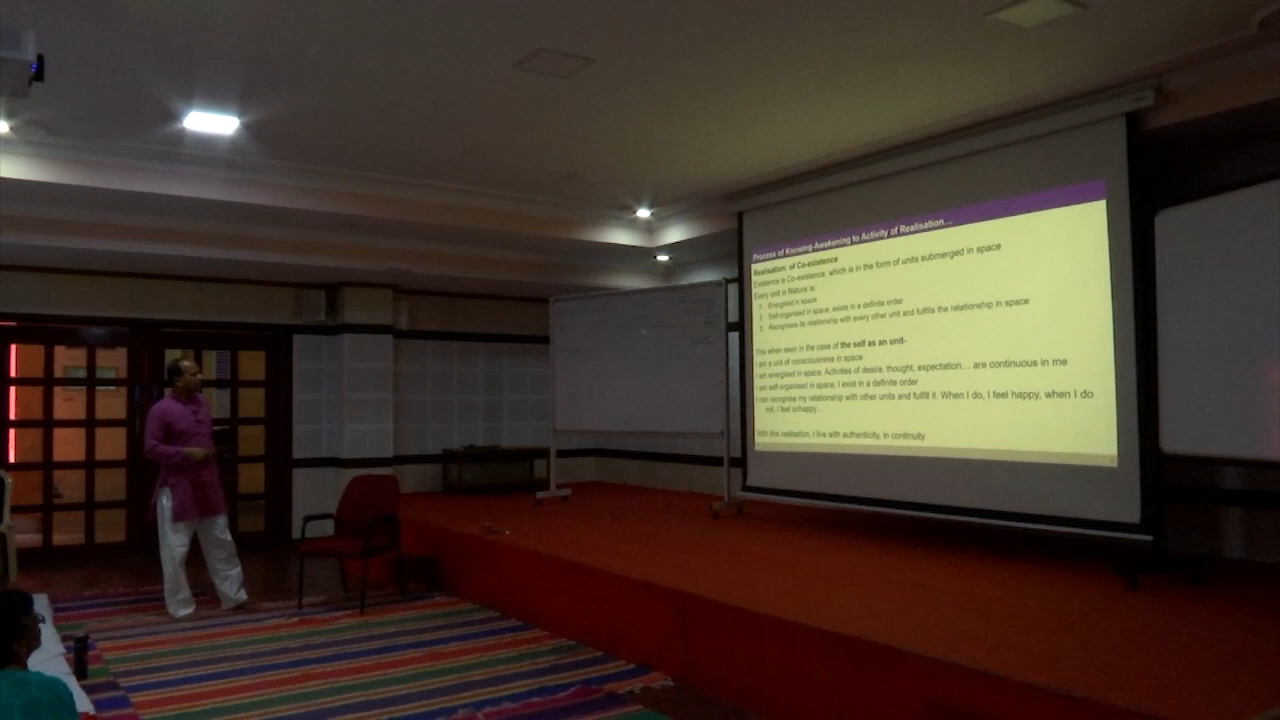 Process of Knowing-Awakening to Activity of Realisation...
Realisation: of Co-existence
Existence is Co-existence, which is in the form of units submerged in space
Every unit in Nature is:
1. Energised in space
2. Self-organised in space, exists in a definite order
3. Recognises its relationship with every other unit and fulfils the relationship in space
This when seen in the case of the self as an unit-
I am a unit of consciousness in space
I am energised in space. Activities of desire, thought, expectation... are continuous in me
I am self-organised in space; I exist in a definite order
I can recognise my relationship with other units and fulfil it. When I do, I feel happy, when I do
not, I feel unhappy...
With this realisation, I live with authenticity, in continuity